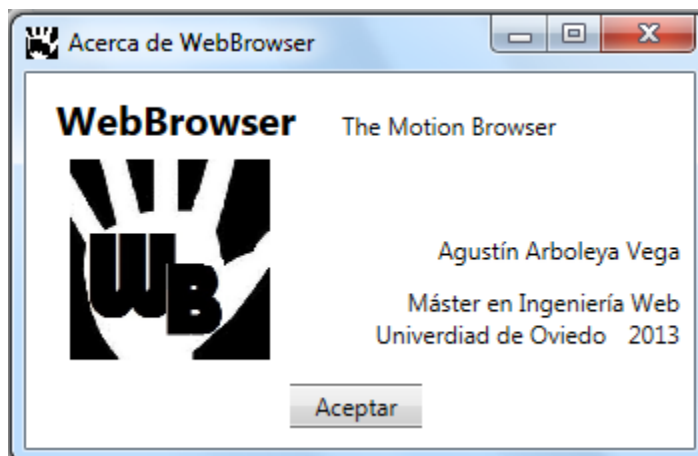 Acerca de WebBrowser
WebBrowser The Motion Browser
WB
Agustín Arboleya Vega
Máster en Ingeniería Web
Univerdiad de Oviedo 2013
Aceptar